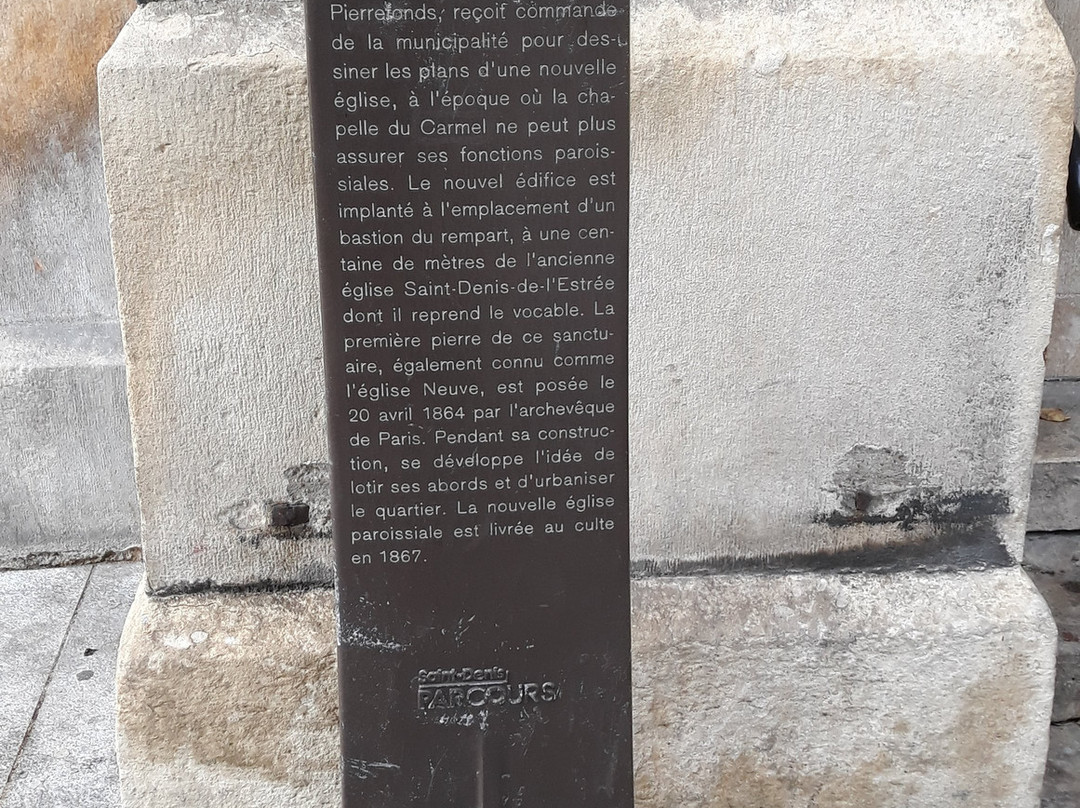 Pierrefonds, reçoit commande
de la municipalité pour des-
siner les plans d'une nouvelle
église, à l'époque où la cha-
pelle du Carmel ne peut plus
assurer ses fonctions parois-
siales. Le nouvel édifice est
implanté à l'emplacement d'un
bastion du rempart, à une cen-
taine de mètres de l'ancienne
église Saint-Denis-de-l'Estrée
dont il reprend le vocable. La
première pierre de ce sanctu-
aire, également connu comme
l'église Neuve, est posée le
20 avril 1864 par l'archevêque
de Paris. Pendant sa construc-
tion, se développe l'idée de
lotir ses abords et d'urbaniser
le quartier. La nouvelle église
paroissiale est livrée au culte
en 1867.
Saint-Denis
PARCOURS